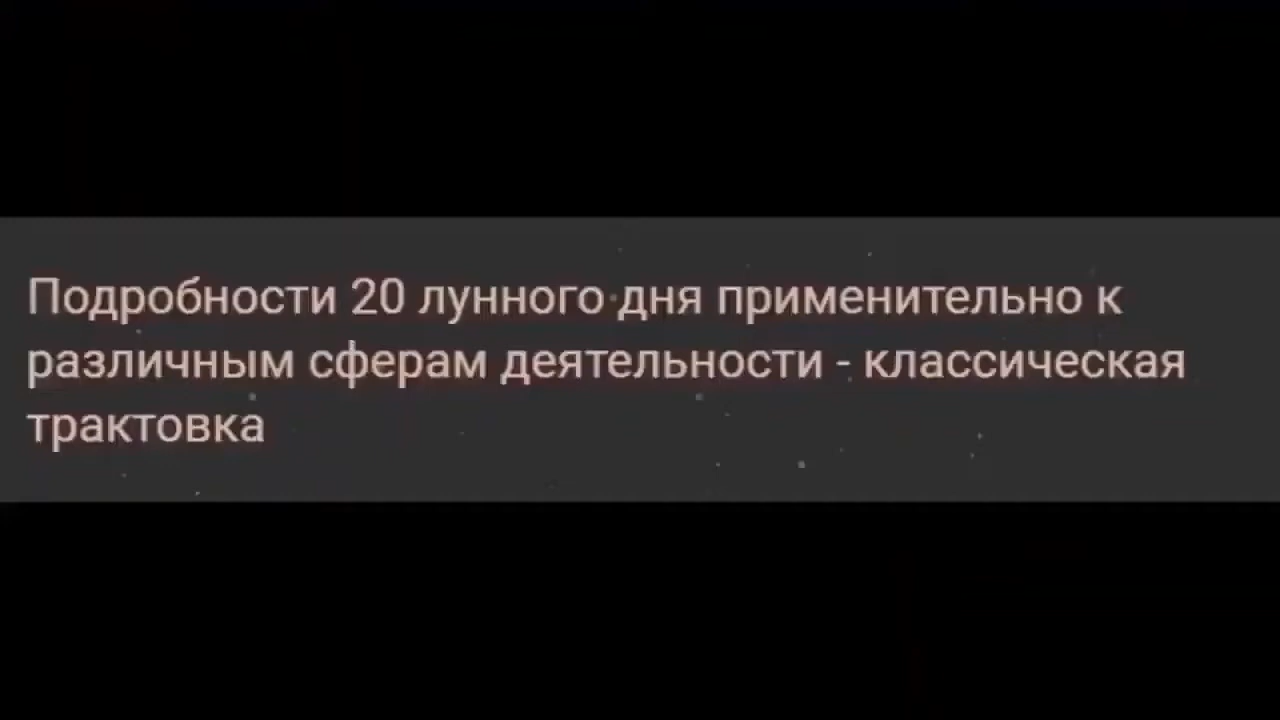 Подробности 20 лунного дня применительно к
различным сферам деятельности - классическая
трактовка